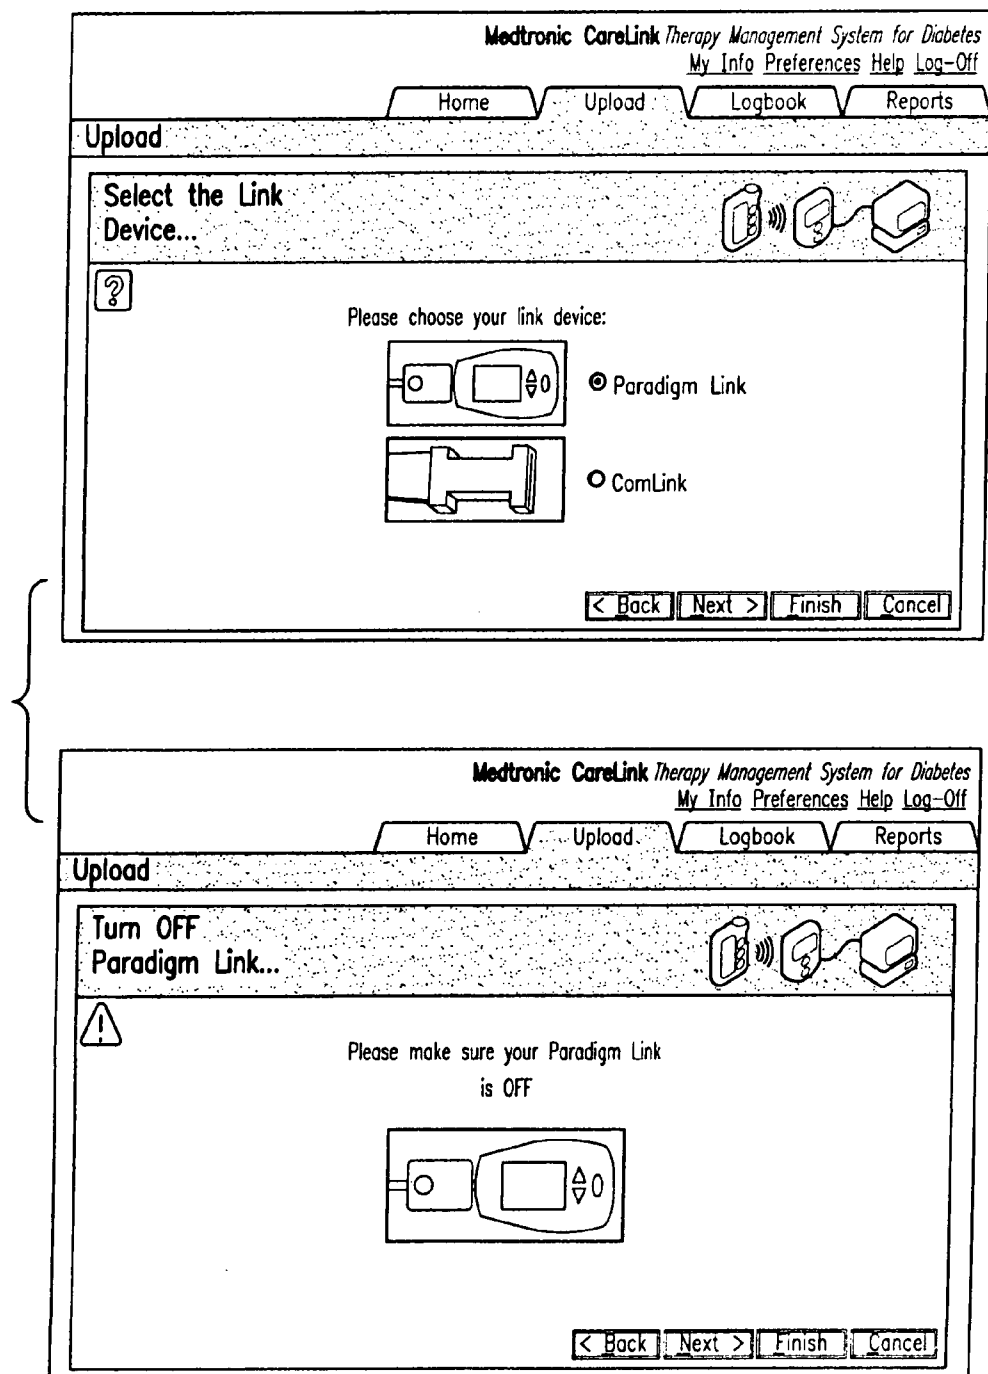 Medtronic CareLink Therapy Management System for Diabetes
My Info Preferences Help Log-Off
Home Upload Logbook Reports
Upload
Select the Link
Device...
?
Please choose your link device:
Paradigm Link
ComLink
< Back Next > Finish Cancel
Medtronic CareLink Therapy Management System for Diabetes
My Info Preferences Help Log-Off
Home Upload Logbook Reports
Upload
Turn OFF
Paradigm Link...
!
Please make sure your Paradigm Link
is OFF
< Back Next > Finish Cancel